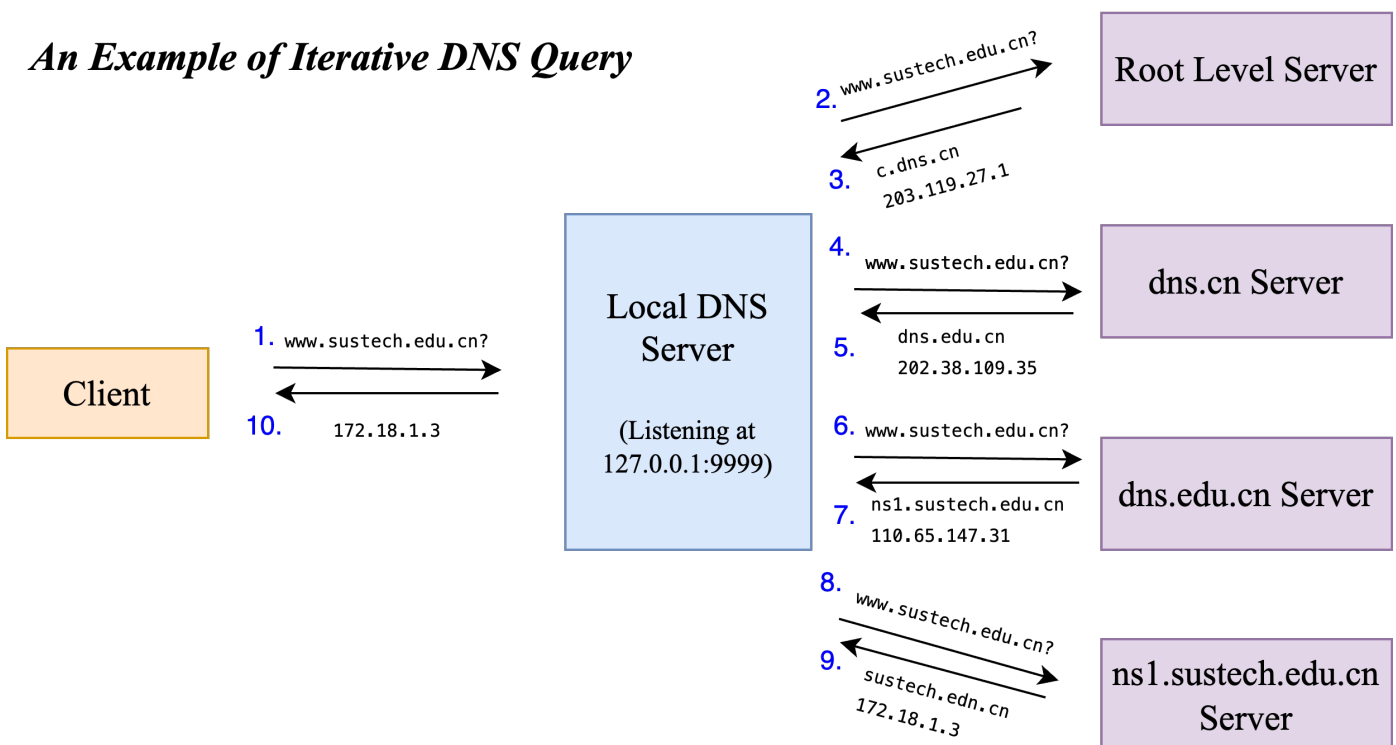 An Example of Iterative DNS Query
2. www.sustech.edu.cn?
Root Level Server
3. c.dns.cn
203.119.27.1
4. www.sustech.edu.cn?
dns.cn Server
5. dns.edu.cn
202.38.109.35
Local DNS
Server
(Listening at
127.0.0.1:9999)
1. www.sustech.edu.cn?
Client
10. 172.18.1.3
6. www.sustech.edu.cn?
dns.edu.cn Server
7. ns1.sustech.edu.cn
110.65.147.31
8. www.sustech.edu.cn?
9. sustech.edn.cn
172.18.1.3
ns1.sustech.edu.cn
Server